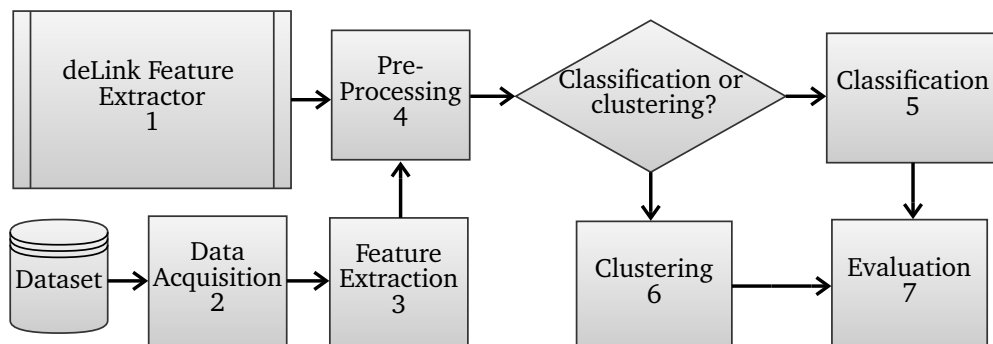 deLink Feature
Extractor
1
Pre-
Processing
4
Classification or
clustering?
Classification
5
Dataset
Data
Acquisition
2
Feature
Extraction
3
Clustering
6
Evaluation
7